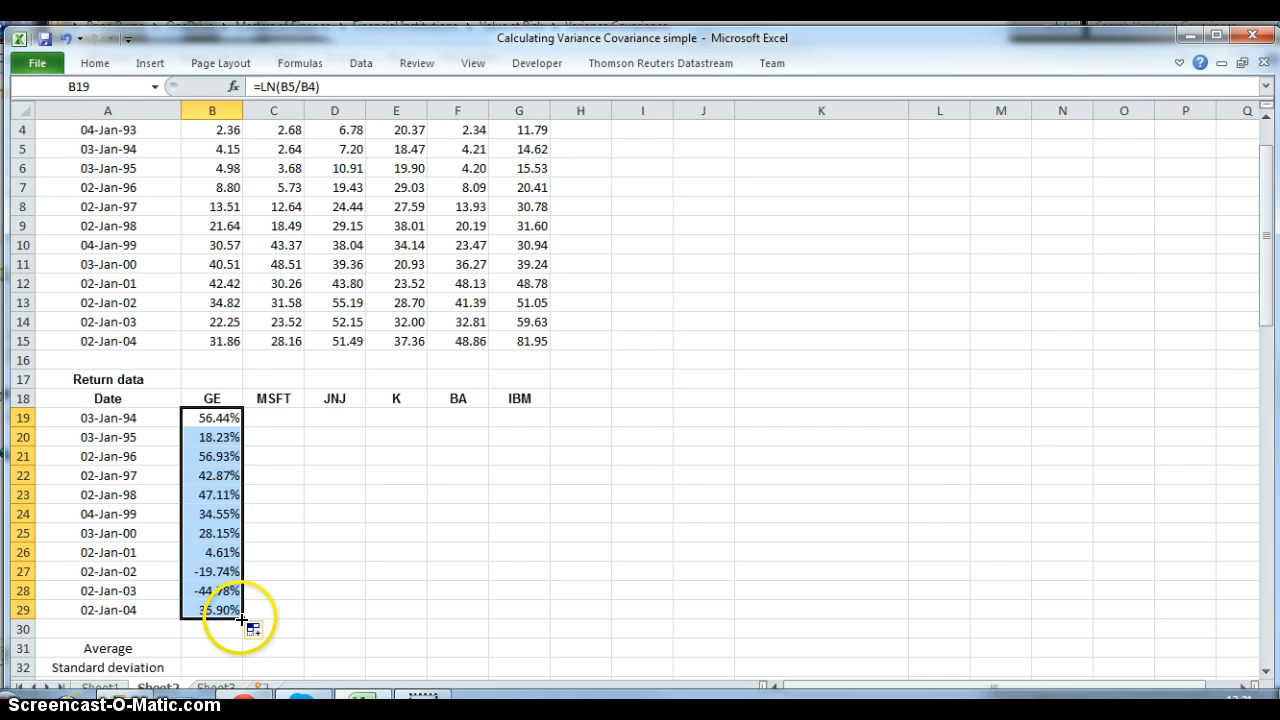 Calculating Variance Covariance simple - Microsoft Excel
File Home Insert Page Layout Formulas Data Review View Developer Thomson Reuters Datastream Team
B19 fx =LN(B5/B4)
A B C D E F G H I J K L M N O P Q
4 04-Jan-93 2.36 2.68 6.78 20.37 2.34 11.79
5 03-Jan-94 4.15 2.64 7.20 18.47 4.21 14.62
6 03-Jan-95 4.98 3.68 10.91 19.90 4.20 15.53
7 02-Jan-96 8.80 5.73 19.43 29.03 8.09 20.41
8 02-Jan-97 13.51 12.64 24.44 27.59 13.93 30.78
9 02-Jan-98 21.64 18.49 29.15 38.01 20.19 31.60
10 04-Jan-99 30.57 43.37 38.04 34.14 23.47 30.94
11 03-Jan-00 40.51 48.51 39.36 20.93 36.27 39.24
12 02-Jan-01 42.42 30.26 43.80 23.52 48.13 48.78
13 02-Jan-02 34.82 31.58 55.19 28.70 41.39 51.05
14 02-Jan-03 22.25 23.52 52.15 32.00 32.81 59.63
15 02-Jan-04 31.86 28.16 51.49 37.36 48.86 81.95
16
17 Return data
18 Date GE MSFT JNJ K BA IBM
19 03-Jan-94 56.44%
20 03-Jan-95 18.23%
21 02-Jan-96 56.93%
22 02-Jan-97 42.87%
23 02-Jan-98 47.11%
24 04-Jan-99 34.55%
25 03-Jan-00 28.15%
26 02-Jan-01 4.61%
27 02-Jan-02 -19.74%
28 02-Jan-03 -44.78%
29 02-Jan-04 35.90%
30
31 Average
32 Standard deviation
Sheet1 Sheet2 Sheet3
Screencast-O-Matic.com